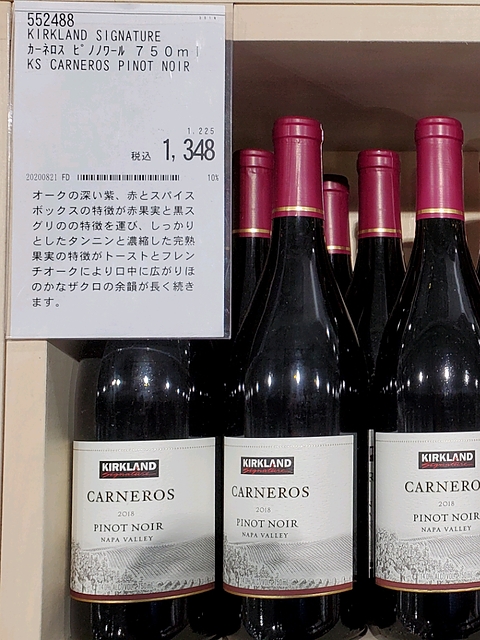 552488
KIRKLAND SIGNATURE
カーネロス ピノノワール 750ml
KS CARNEROS PINOT NOIR
1,225
税込 1,348
20200821 FD
10%
オークの深い紫、赤とスパイス
ボックスの特徴が赤果実と黒ス
グリのの特徴を運び、しっかり
としたタンニンと濃縮した完熟
果実の特徴がトーストとフレン
チオークにより口中に広がりほ
のかなザクロの余韻が長く続き
ます。
KIRKLAND
Signature
CARNEROS
2018
PINOT NOIR
NAPA VALLEY
KIRKLAND
Signature
CARNEROS
2018
PINOT NOIR
NAPA VALLEY
KIRKLAND
Signature
CARNEROS
2018
PINOT NOIR
NAPA VALLEY